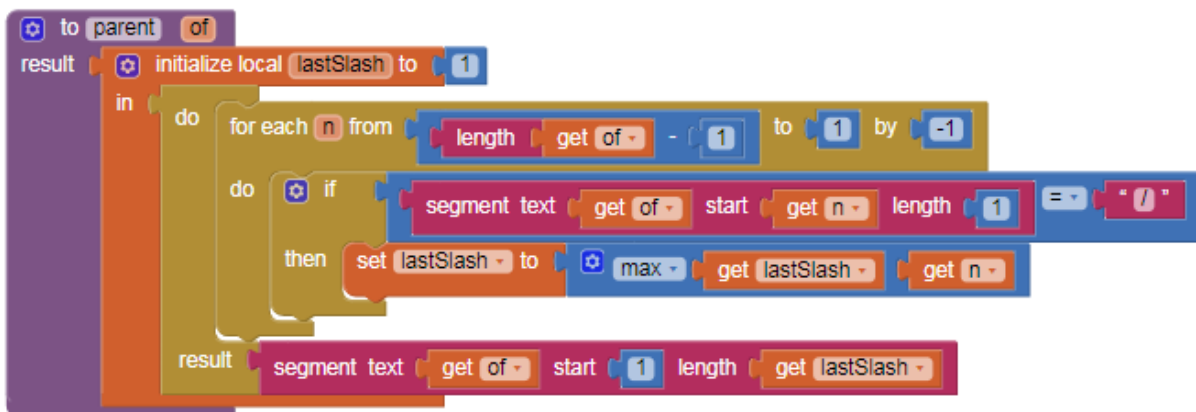 to parent of
result initialize local lastSlash to 1
in do for each n from length get of - 1 to 1 by -1
do if segment text get of start get n length 1 = " / "
then set lastSlash to max get lastSlash get n
result segment text get of start 1 length get lastSlash